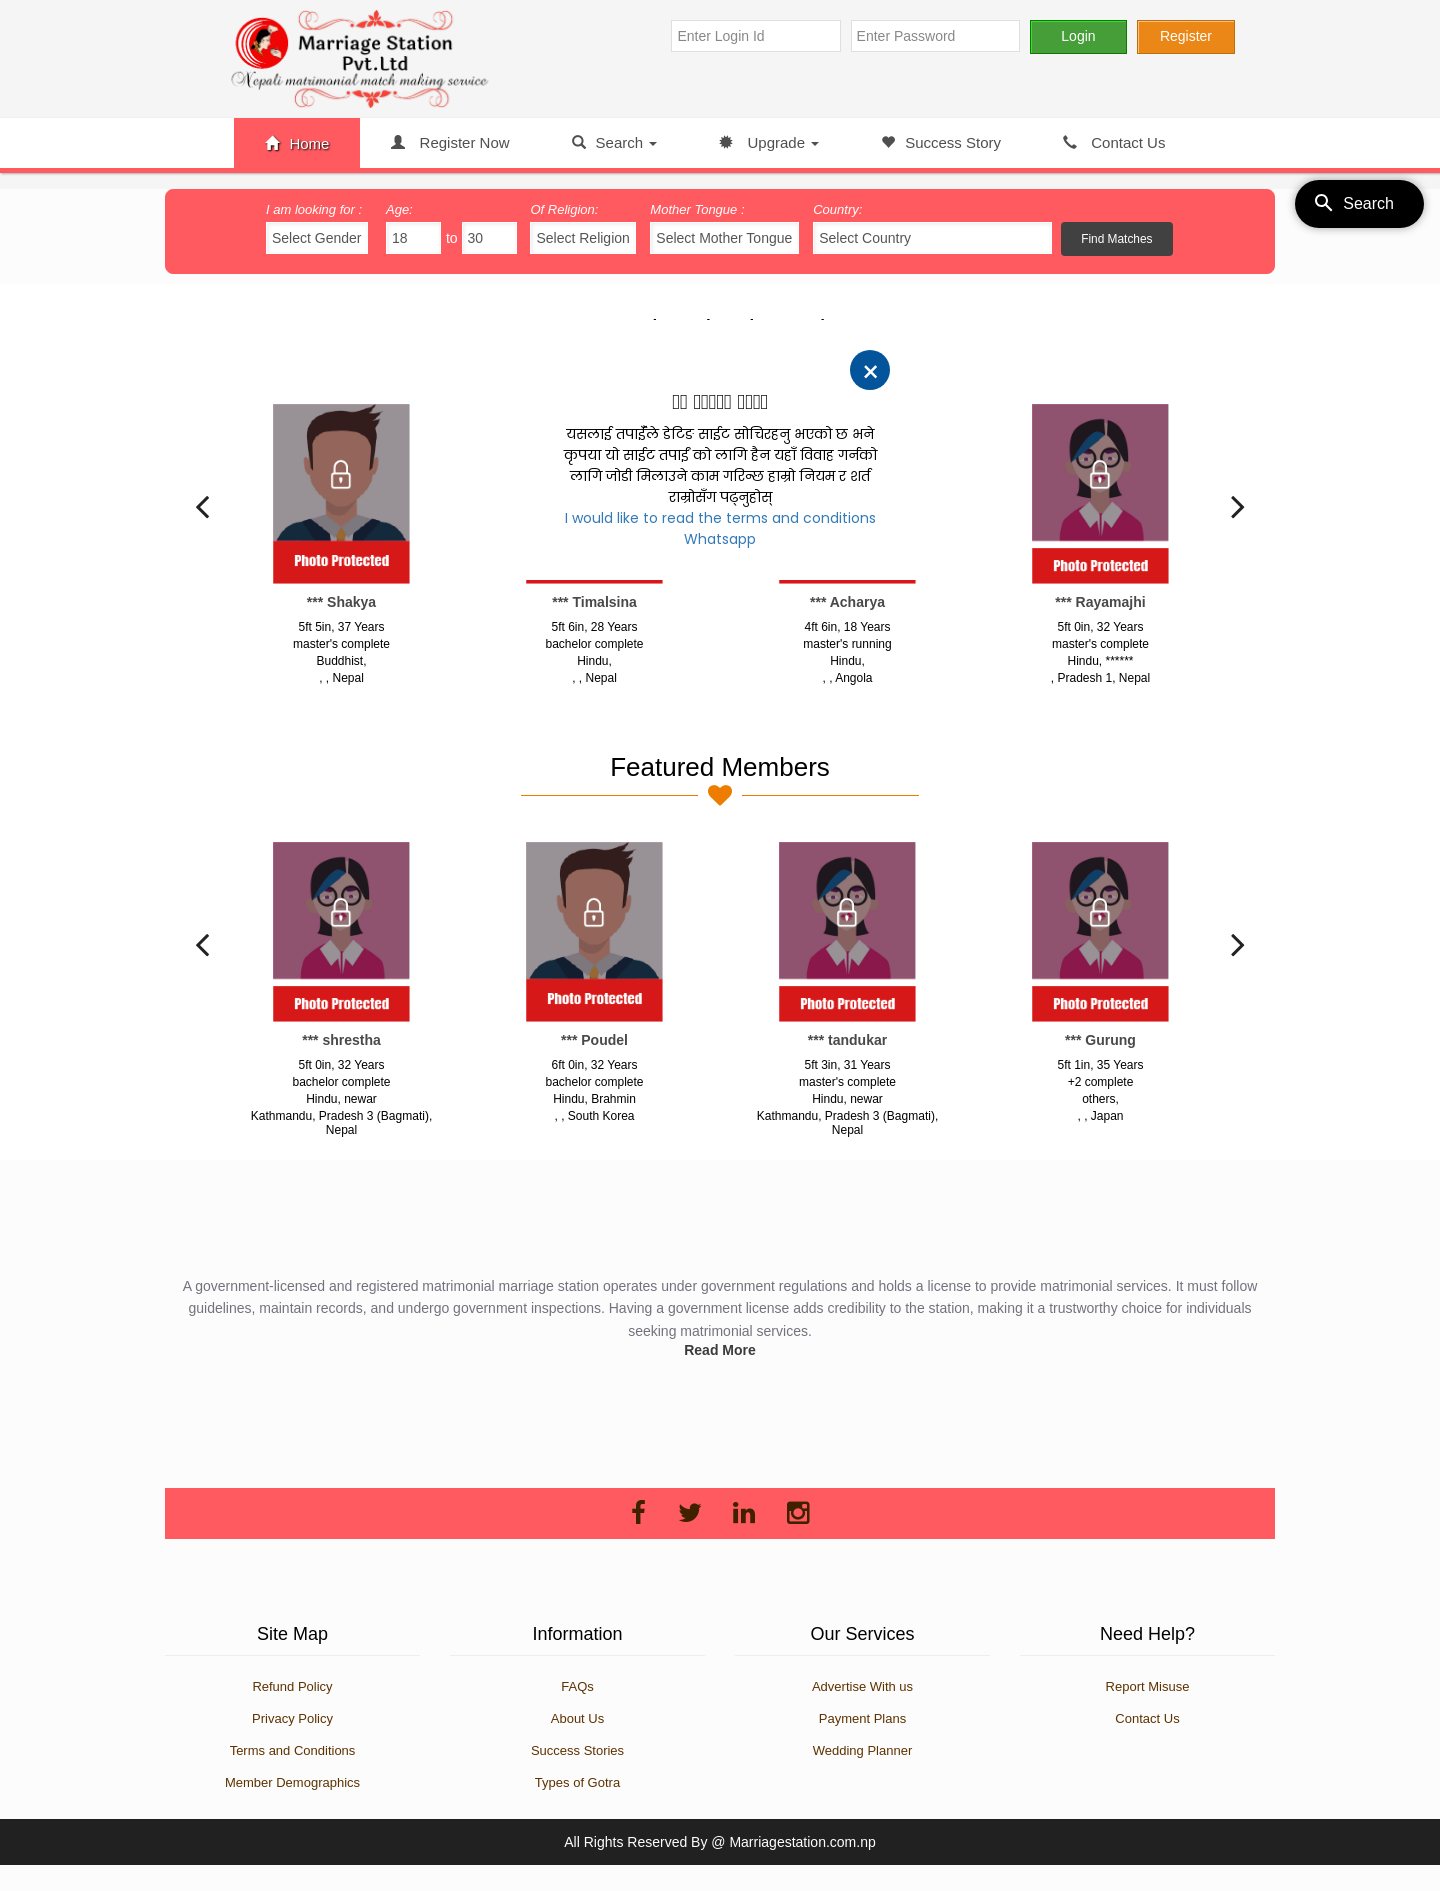 Marriage Station
Pvt.Ltd
Nepali matrimonial match making service
Enter Login Id
Enter Password
Login
Register
Home
Register Now
Search
Upgrade
Success Story
Contact Us
I am looking for :
Age:
Of Religion:
Mother Tongue :
Country:
Select Gender
18
to
30
Select Religion
Select Mother Tongue
Select Country
Find Matches
Search
यसलाई तपाईंले डेटिङ साईट सोचिरहनु भएको छ भने
कृपया यो साईट तपाईं को लागि हैन यहाँ विवाह गर्नको
लागि जोडी मिलाउने काम गरिन्छ हाम्रो नियम र शर्त
राम्रोसँग पढ्नुहोस्
I would like to read the terms and conditions
Whatsapp
Photo Protected
Photo Protected
*** Shakya
5ft 5in, 37 Years
master's complete
Buddhist,
, , Nepal
*** Timalsina
5ft 6in, 28 Years
bachelor complete
Hindu,
, , Nepal
*** Acharya
4ft 6in, 18 Years
master's running
Hindu,
, , Angola
*** Rayamajhi
5ft 0in, 32 Years
master's complete
Hindu, ******
, Pradesh 1, Nepal
Featured Members
Photo Protected
Photo Protected
Photo Protected
Photo Protected
*** shrestha
5ft 0in, 32 Years
bachelor complete
Hindu, newar
Kathmandu, Pradesh 3 (Bagmati),
Nepal
*** Poudel
6ft 0in, 32 Years
bachelor complete
Hindu, Brahmin
, , South Korea
*** tandukar
5ft 3in, 31 Years
master's complete
Hindu, newar
Kathmandu, Pradesh 3 (Bagmati),
Nepal
*** Gurung
5ft 1in, 35 Years
+2 complete
others,
, , Japan
A government-licensed and registered matrimonial marriage station operates under government regulations and holds a license to provide matrimonial services. It must follow
guidelines, maintain records, and undergo government inspections. Having a government license adds credibility to the station, making it a trustworthy choice for individuals
seeking matrimonial services.
Read More
Site Map
Refund Policy
Privacy Policy
Terms and Conditions
Member Demographics
Information
FAQs
About Us
Success Stories
Types of Gotra
Our Services
Advertise With us
Payment Plans
Wedding Planner
Need Help?
Report Misuse
Contact Us
All Rights Reserved By @ Marriagestation.com.np